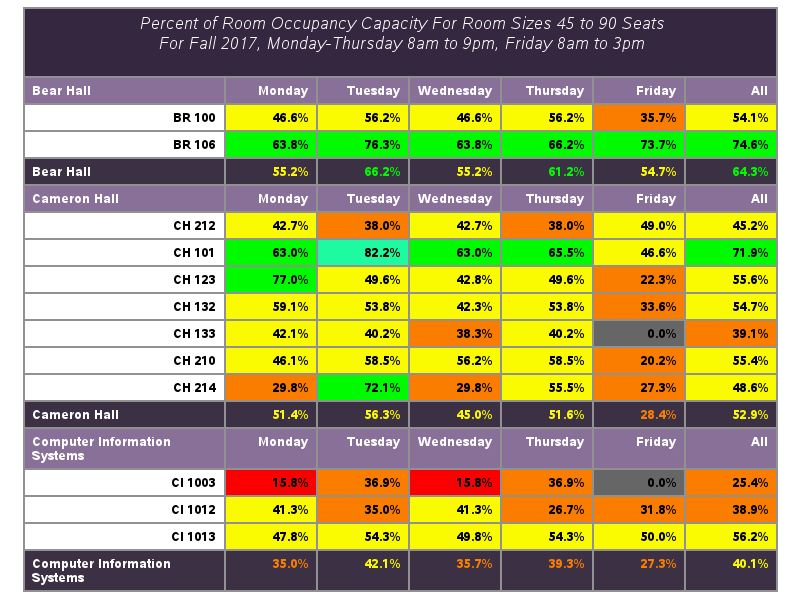 Percent of Room Occupancy Capacity For Room Sizes 45 to 90 Seats
For Fall 2017, Monday-Thursday 8am to 9pm, Friday 8am to 3pm
Bear Hall Monday Tuesday Wednesday Thursday Friday All
BR 100 46.6% 56.2% 46.6% 56.2% 35.7% 54.1%
BR 106 63.8% 76.3% 63.8% 66.2% 73.7% 74.6%
Bear Hall 55.2% 66.2% 55.2% 61.2% 54.7% 64.3%
Cameron Hall Monday Tuesday Wednesday Thursday Friday All
CH 212 42.7% 38.0% 42.7% 38.0% 49.0% 45.2%
CH 101 63.0% 82.2% 63.0% 65.5% 46.6% 71.9%
CH 123 77.0% 49.6% 42.8% 49.6% 22.3% 55.6%
CH 132 59.1% 53.8% 42.3% 53.8% 33.6% 54.7%
CH 133 42.1% 40.2% 38.3% 40.2% 0.0% 39.1%
CH 210 46.1% 58.5% 56.2% 58.5% 20.2% 55.4%
CH 214 29.8% 72.1% 29.8% 55.5% 27.3% 48.6%
Cameron Hall 51.4% 56.3% 45.0% 51.6% 28.4% 52.9%
Computer Information Monday Tuesday Wednesday Thursday Friday All
Systems
CI 1003 15.8% 36.9% 15.8% 36.9% 0.0% 25.4%
CI 1012 41.3% 35.0% 41.3% 26.7% 31.8% 38.9%
CI 1013 47.8% 54.3% 49.8% 54.3% 50.0% 56.2%
Computer Information 35.0% 42.1% 35.7% 39.3% 27.3% 40.1%
Systems